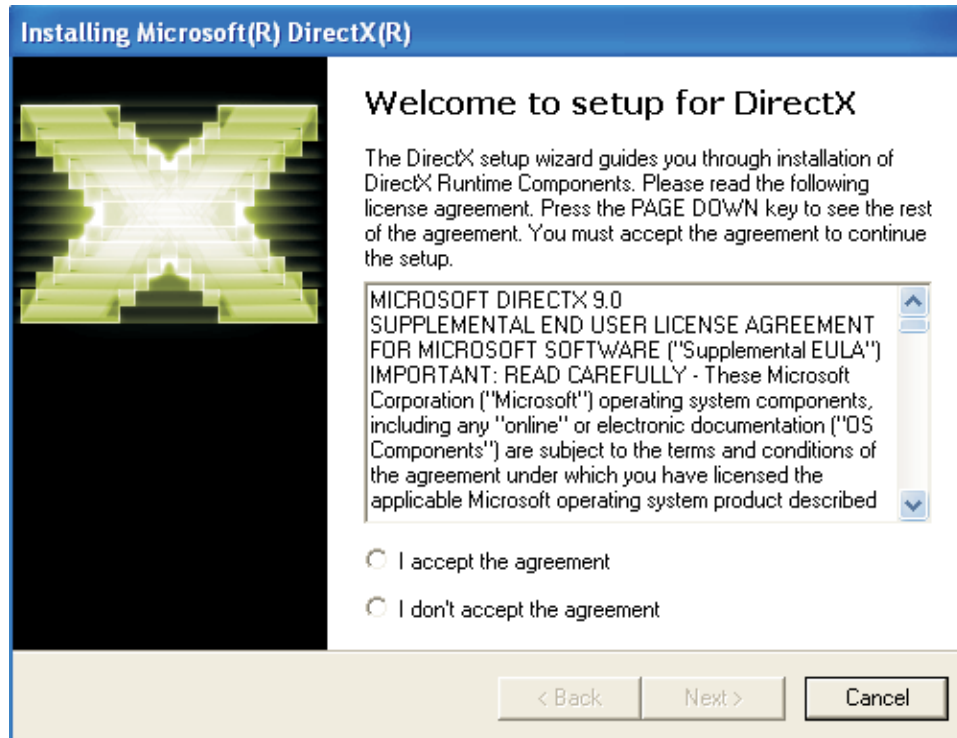 Installing Microsoft(R) DirectX(R)
Welcome to setup for DirectX
The DirectX setup wizard guides you through installation of
DirectX Runtime Components. Please read the following
license agreement. Press the PAGE DOWN key to see the rest
of the agreement. You must accept the agreement to continue
the setup.
MICROSOFT DIRECTX 9.0
SUPPLEMENTAL END USER LICENSE AGREEMENT
FOR MICROSOFT SOFTWARE ("Supplemental EULA")
IMPORTANT: READ CAREFULLY - These Microsoft
Corporation ("Microsoft") operating system components,
including any "online" or electronic documentation ("OS
Components") are subject to the terms and conditions of
the agreement under which you have licensed the
applicable Microsoft operating system product described
I accept the agreement
I don't accept the agreement
< Back Next > Cancel